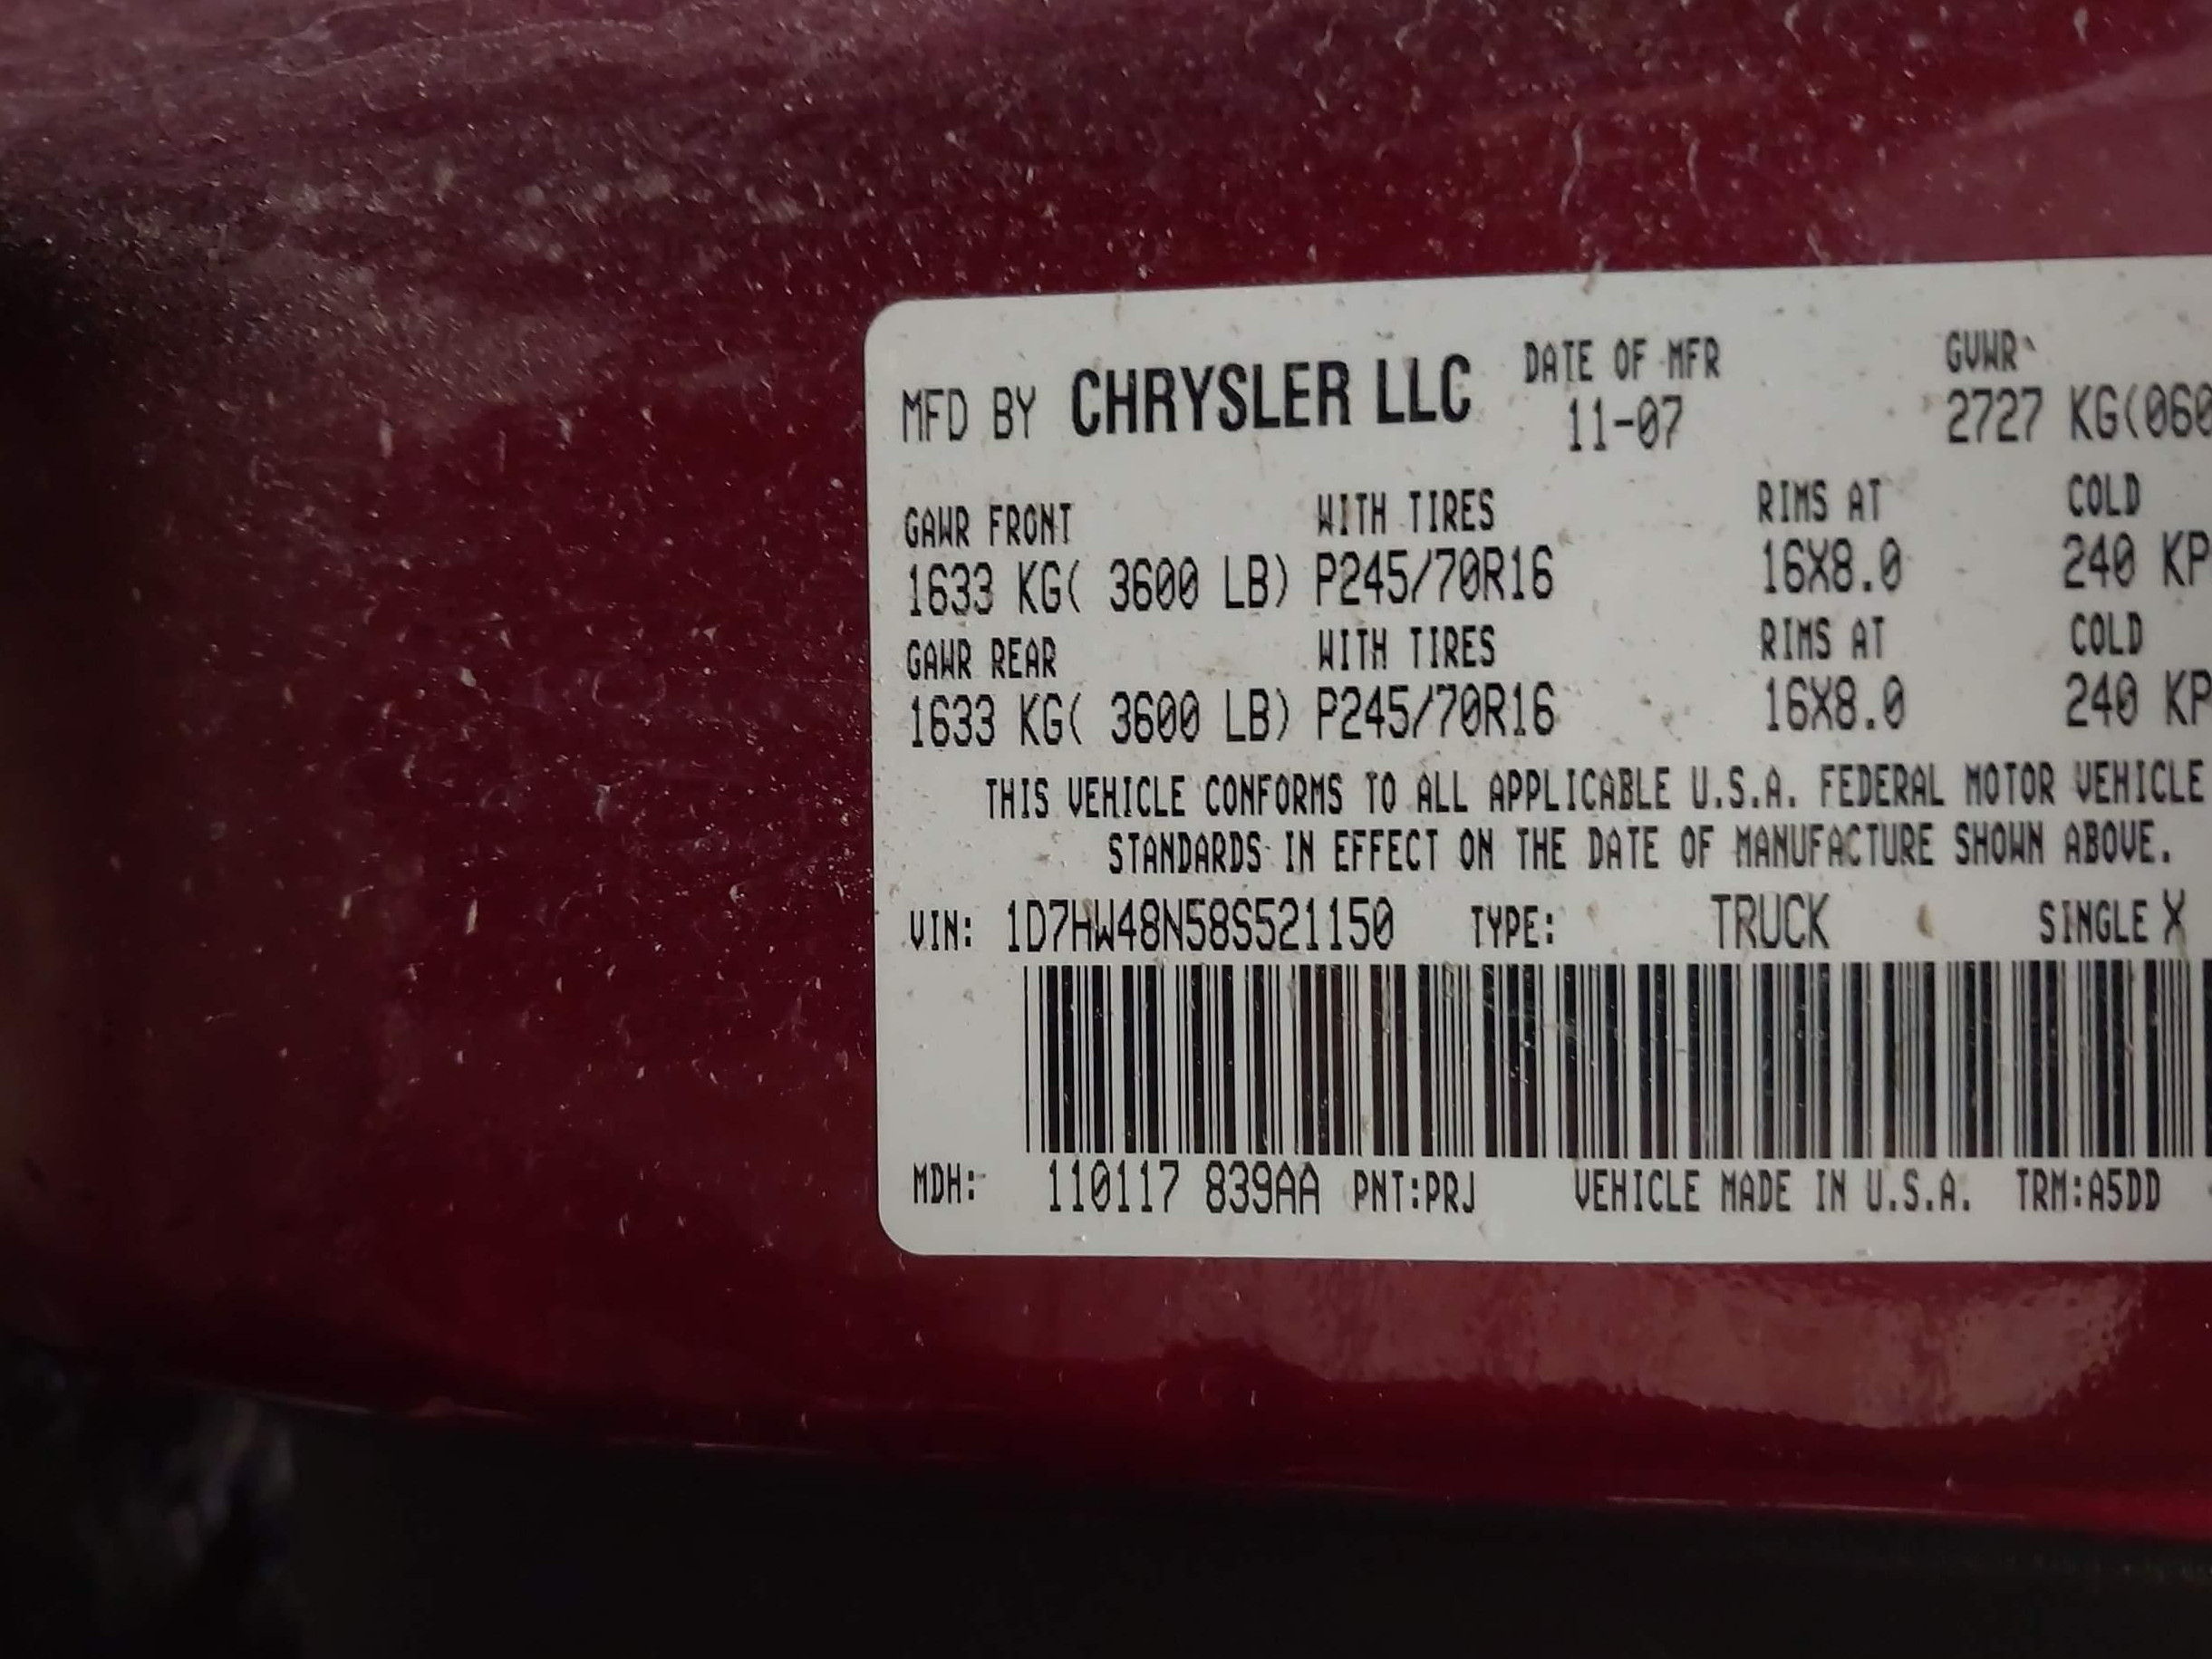 MFD BY CHRYSLER LLC DATE OF MFR GVWR
11-07 2727 KG(060
GAWR FRONT WITH TIRES RIMS AT COLD
1633 KG( 3600 LB) P245/70R16 16X8.0 240 KP
GAWR REAR WITH TIRES RIMS AT COLD
1633 KG( 3600 LB) P245/70R16 16X8.0 240 KP
THIS VEHICLE CONFORMS TO ALL APPLICABLE U.S.A. FEDERAL MOTOR VEHICLE
STANDARDS IN EFFECT ON THE DATE OF MANUFACTURE SHOWN ABOVE.
VIN: 1D7HW48N58S521150 TYPE: TRUCK SINGLE X
MDH: 110117 839AA PNT:PRJ VEHICLE MADE IN U.S.A. TRM:A5DD